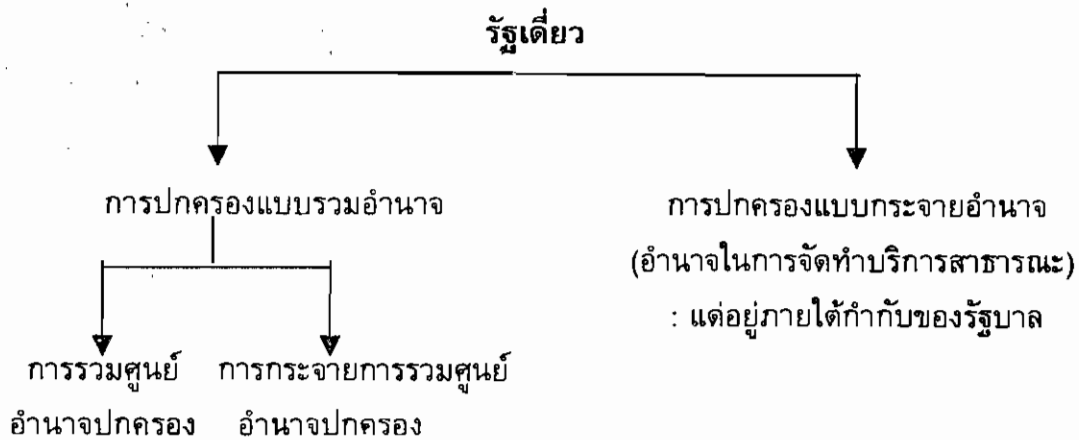 รัฐเดี่ยว
การปกครองแบบรวมอำนาจ
การปกครองแบบกระจายอำนาจ
(อำนาจในการจัดทำบริการสาธารณะ)
: แต่อยู่ภายใต้กำกับของรัฐบาล
การรวมศูนย์
อำนาจปกครอง
การกระจายการรวมศูนย์
อำนาจปกครอง